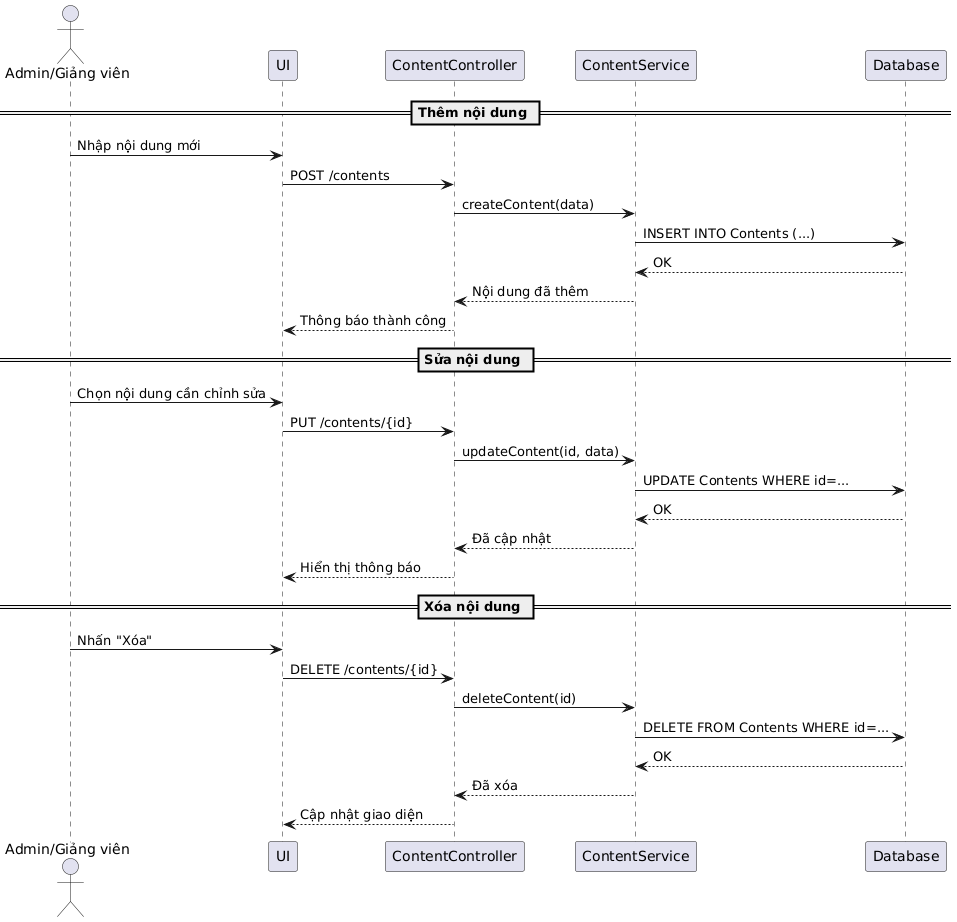 Admin/Giảng viên
UI
ContentController
ContentService
Database
Thêm nội dung
Nhập nội dung mới
POST /contents
createContent(data)
INSERT INTO Contents (...)
OK
Nội dung đã thêm
Thông báo thành công
Sửa nội dung
Chọn nội dung cần chỉnh sửa
PUT /contents/{id}
updateContent(id, data)
UPDATE Contents WHERE id=...
OK
Đã cập nhật
Hiển thị thông báo
Xóa nội dung
Nhấn "Xóa"
DELETE /contents/{id}
deleteContent(id)
DELETE FROM Contents WHERE id=...
OK
Đã xóa
Cập nhật giao diện
Admin/Giảng viên
UI
ContentController
ContentService
Database